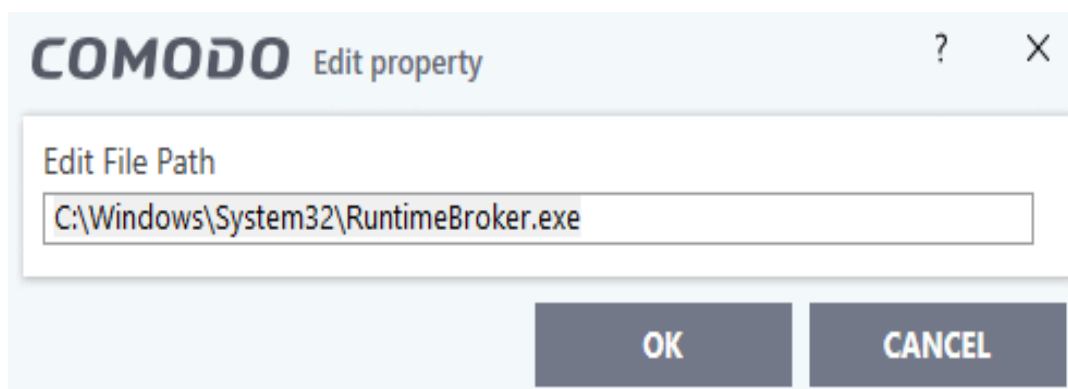 COMODO Edit property ? X
Edit File Path
C:\Windows\System32\RuntimeBroker.exe
OK CANCEL